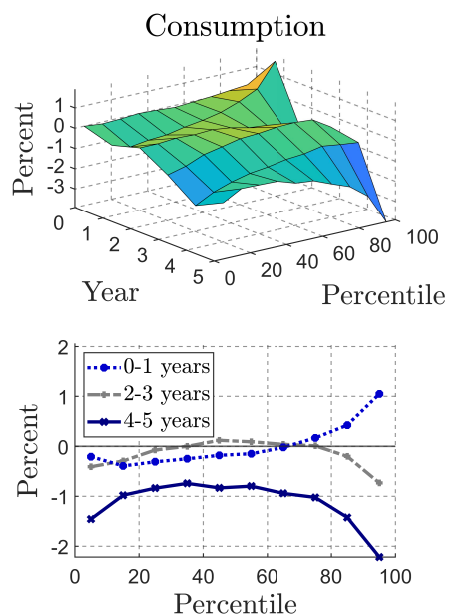 Consumption
1
0
-1
-2
-3
Percent
0
1
2
3
4
5
Year
0
20
40
60
80
100
Percentile
2
1
0
-1
-2
Percent
0-1 years
2-3 years
4-5 years
0 20 40 60 80 100
Percentile